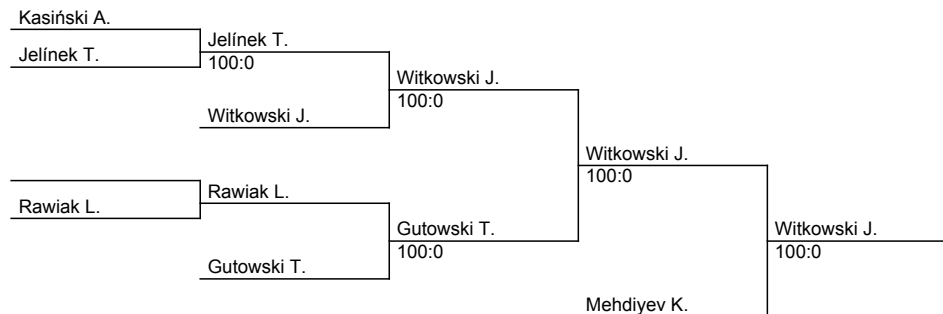 Kasiński A.
Jelínek T.
Jelínek T.
100:0
Witkowski J.
100:0
Witkowski J.
Witkowski J.
100:0
Rawiak L.
Rawiak L.
Gutowski T.
100:0
Witkowski J.
100:0
Gutowski T.
Mehdiyev K.